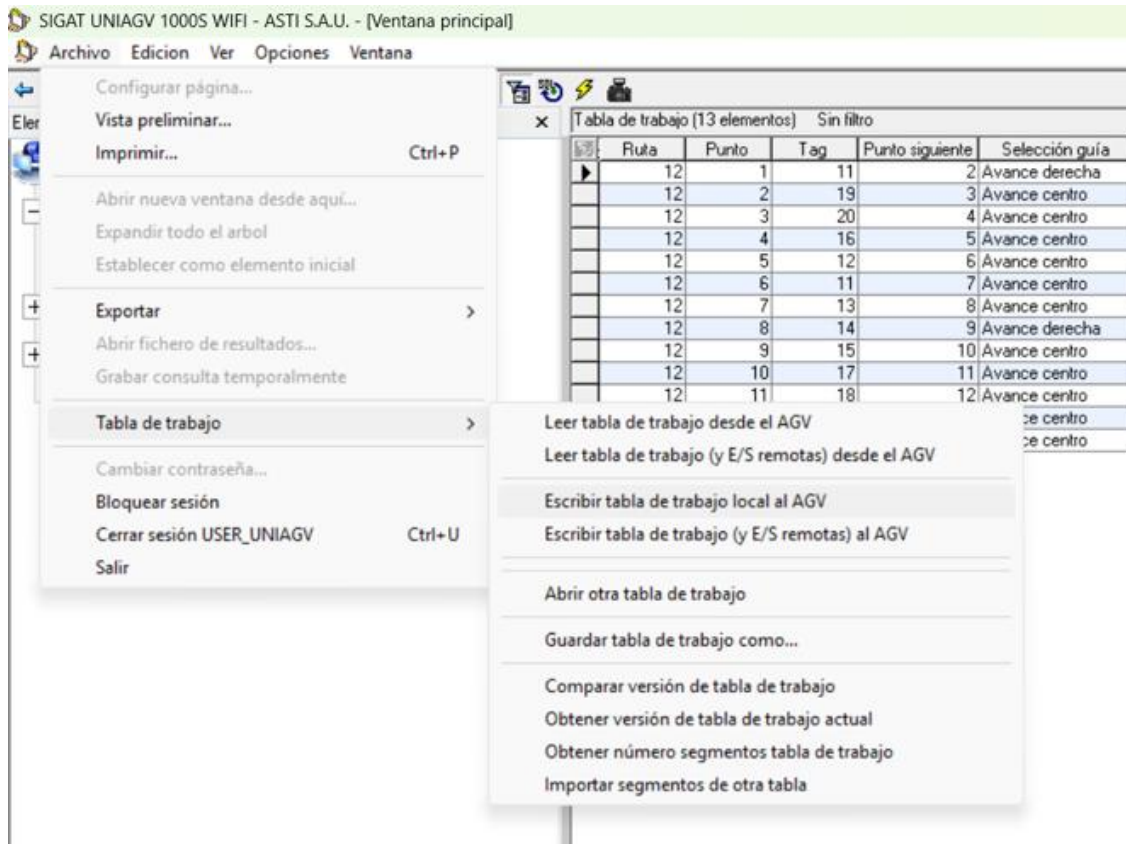 SIGAT UNIAGV 1000S WIFI - ASTI S.A.U. - [Ventana principal]
Archivo Edicion Ver Opciones Ventana
Configurar página...
Vista preliminar...
Imprimir... Ctrl+P
Abrir nueva ventana desde aquí...
Expandir todo el arbol
Establecer como elemento inicial
Exportar
Abrir fichero de resultados...
Grabar consulta temporalmente
Tabla de trabajo
Cambiar contraseña...
Bloquear sesión
Cerrar sesión USER_UNIAGV Ctrl+U
Salir
Tabla de trabajo (13 elementos) Sin filtro
Ruta Punto Tag Punto siguiente Selección guía
12 1 11 2 Avance derecha
12 2 19 3 Avance centro
12 3 20 4 Avance centro
12 4 16 5 Avance centro
12 5 12 6 Avance centro
12 6 11 7 Avance centro
12 7 13 8 Avance centro
12 8 14 9 Avance derecha
12 9 15 10 Avance centro
12 10 17 11 Avance centro
12 11 18 12 Avance centro
centro
centro
Leer tabla de trabajo desde el AGV
Leer tabla de trabajo (y E/S remotas) desde el AGV
Escribir tabla de trabajo local al AGV
Escribir tabla de trabajo (y E/S remotas) al AGV
Abrir otra tabla de trabajo
Guardar tabla de trabajo como...
Comparar versión de tabla de trabajo
Obtener versión de tabla de trabajo actual
Obtener número segmentos tabla de trabajo
Importar segmentos de otra tabla